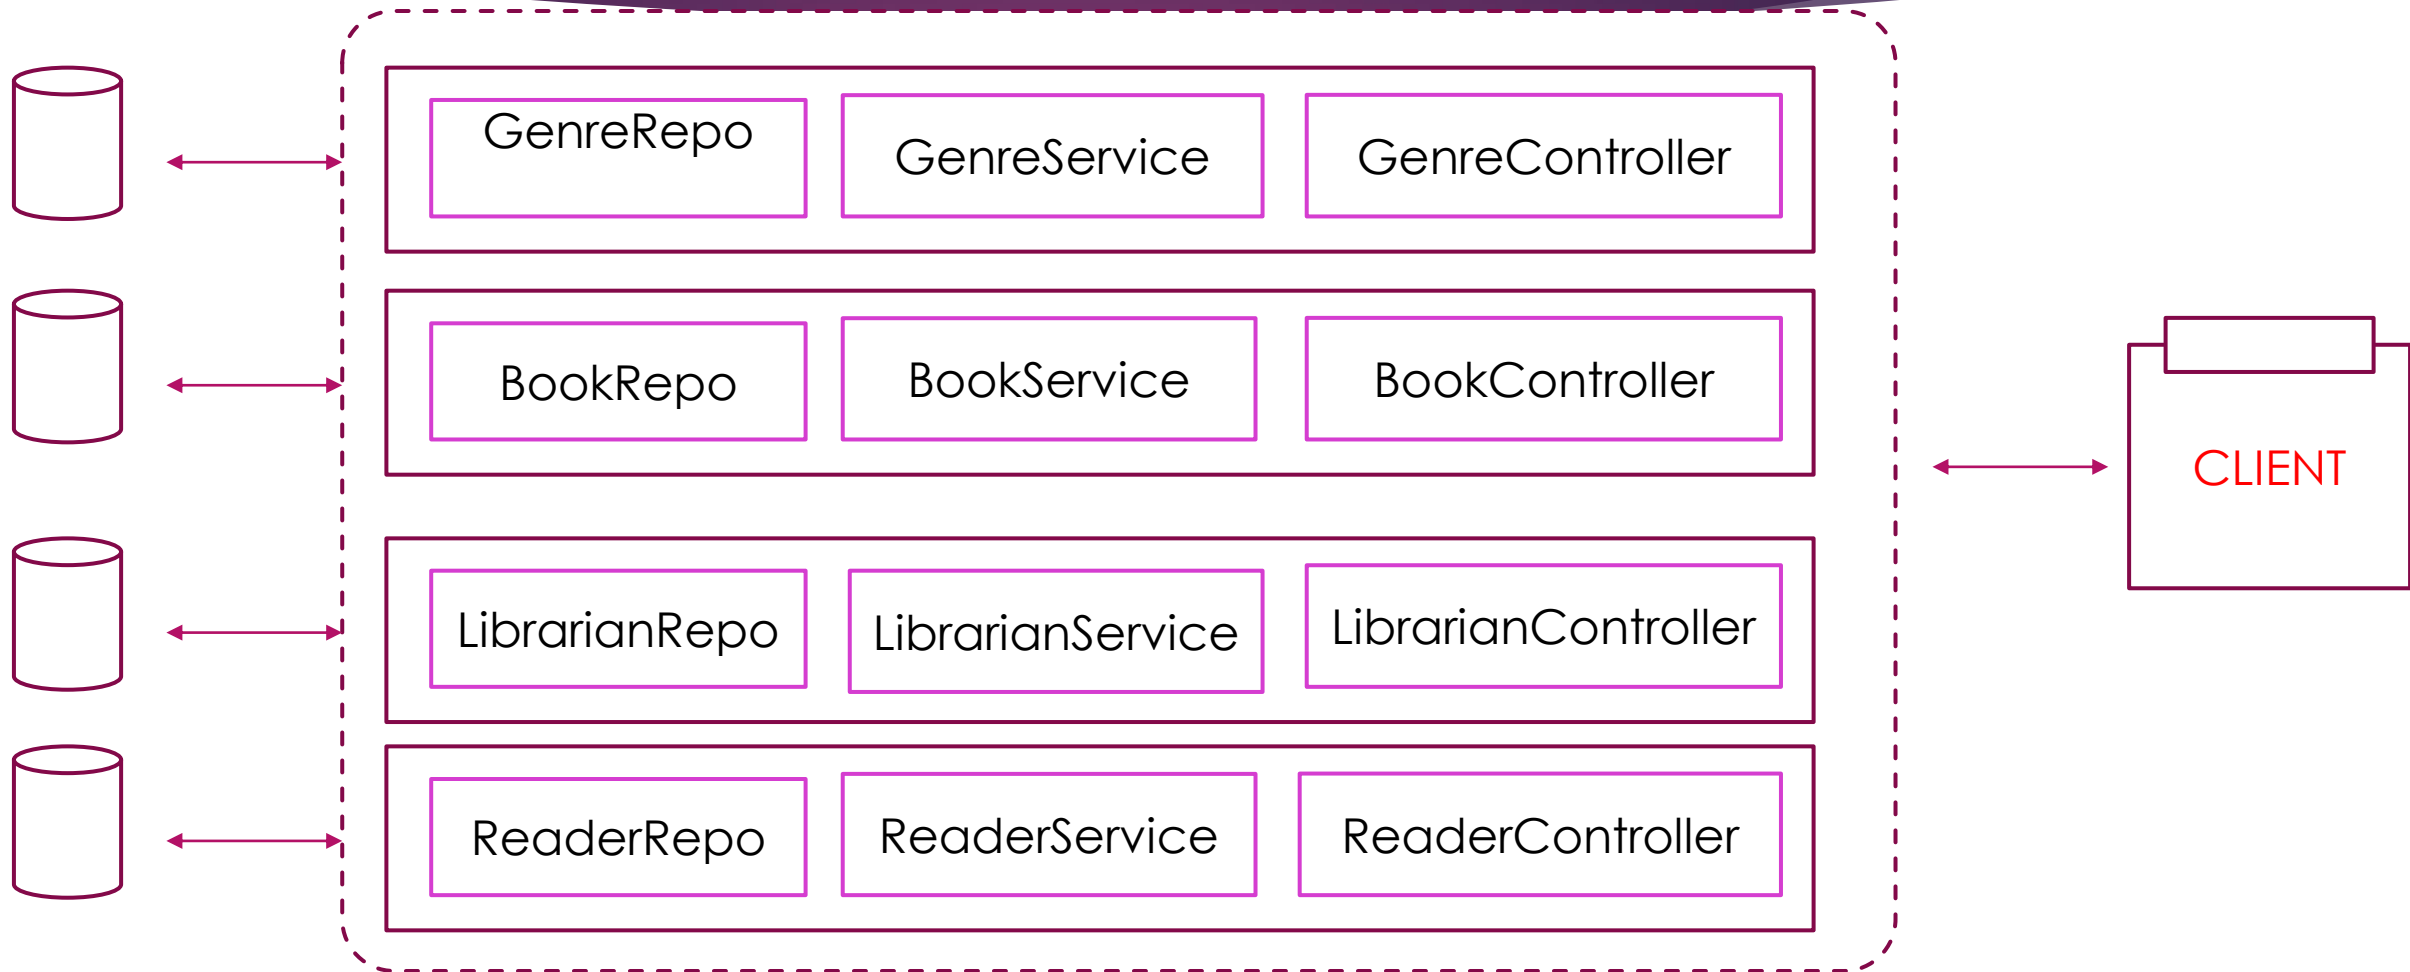 GenreRepo
GenreService
GenreController
BookRepo
BookService
BookController
CLIENT
LibrarianRepo
LibrarianService
LibrarianController
ReaderRepo
ReaderService
ReaderController